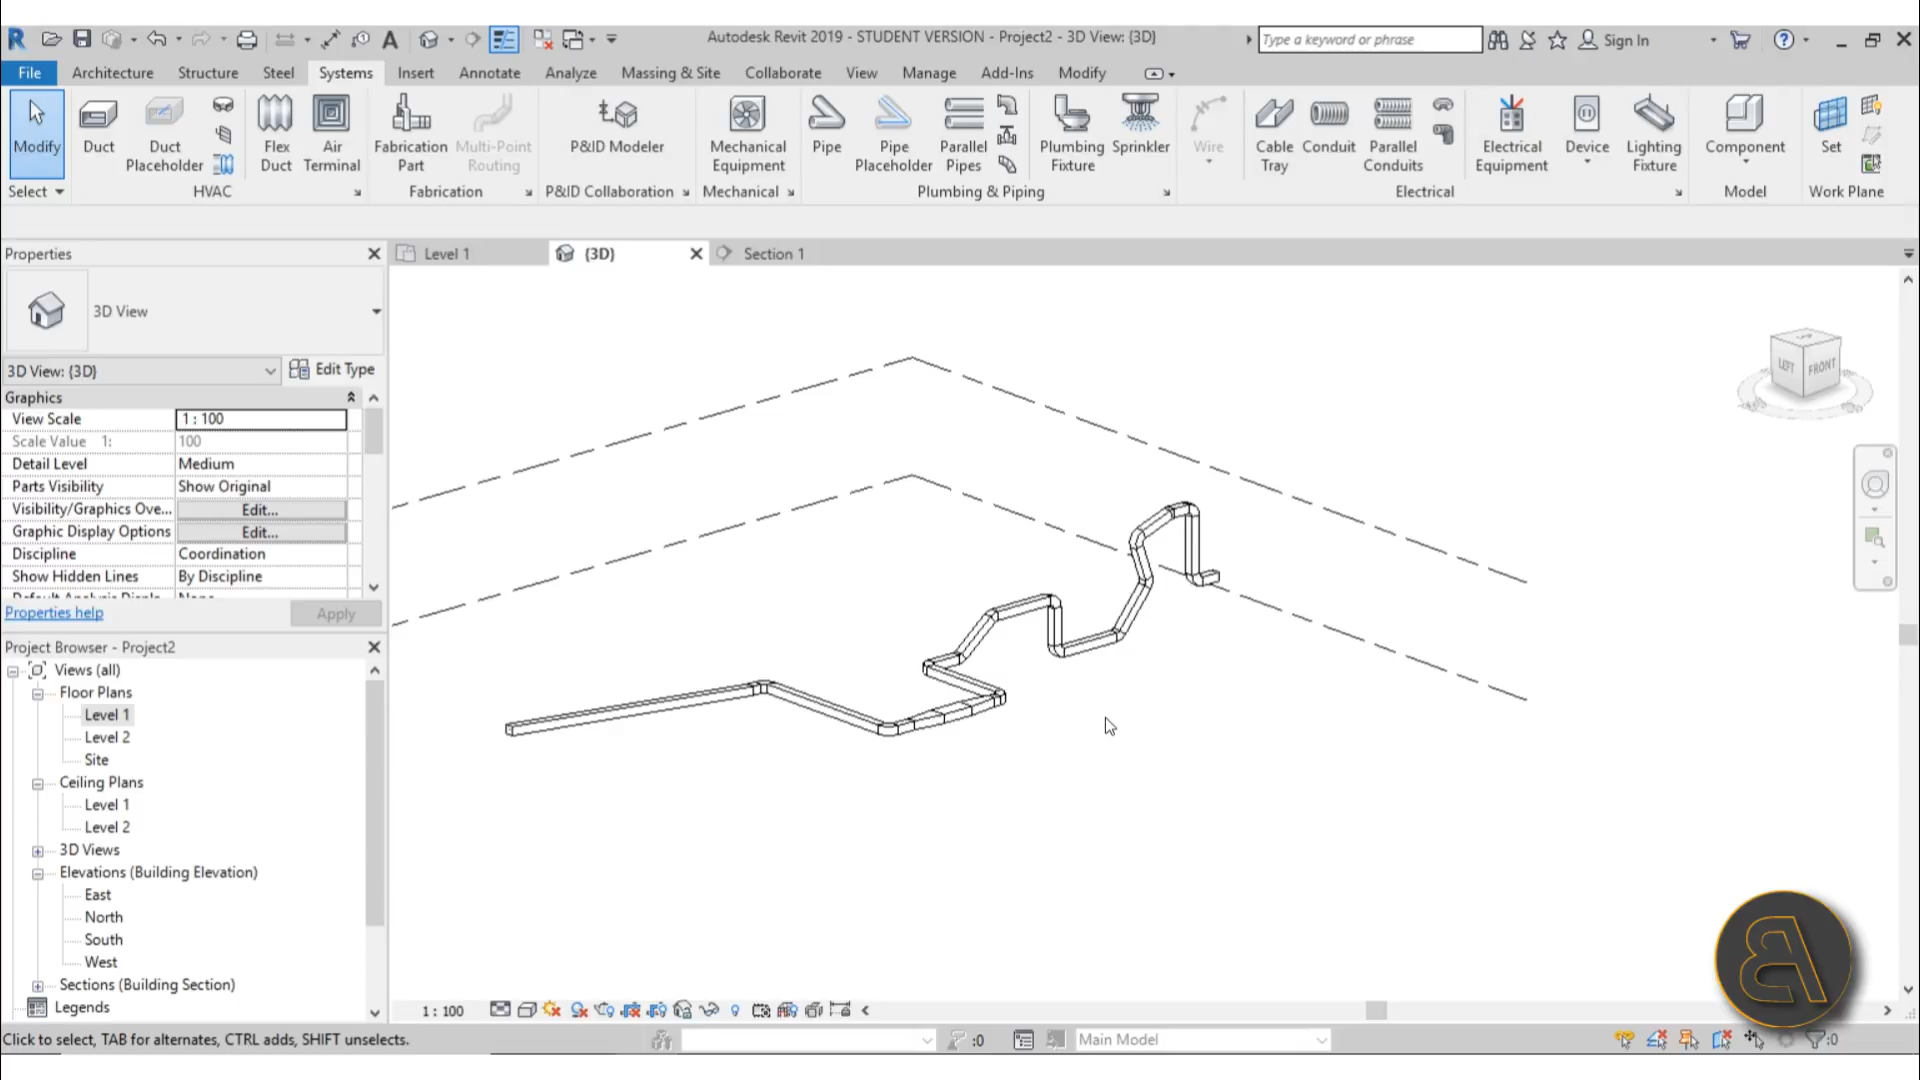 Autodesk Revit 2019 - STUDENT VERSION - Project2 - 3D View: {3D}
Type a keyword or phrase
Sign In
File Architecture Structure Steel Systems Insert Annotate Analyze Massing & Site Collaborate View Manage Add-Ins Modify
Modify
Duct
Duct Placeholder
Flex Duct
Air Terminal
Fabrication Part
Multi-Point Routing
P&ID Modeler
Mechanical Equipment
Pipe
Pipe Placeholder
Parallel Pipes
Plumbing Fixture
Sprinkler
Wire
Cable Tray
Conduit
Parallel Conduits
Electrical Equipment
Device
Lighting Fixture
Component
Set
Select HVAC Fabrication P&ID Collaboration Mechanical Plumbing & Piping Electrical Model Work Plane
Properties
3D View
3D View: {3D}
Edit Type
Graphics
View Scale 1 : 100
Scale Value 1: 100
Detail Level Medium
Parts Visibility Show Original
Visibility/Graphics Ove... Edit...
Graphic Display Options Edit...
Discipline Coordination
Show Hidden Lines By Discipline
Properties help
Apply
Project Browser - Project2
Views (all)
Floor Plans
Level 1
Level 2
Site
Ceiling Plans
Level 1
Level 2
3D Views
Elevations (Building Elevation)
East
North
South
West
Sections (Building Section)
Legends
Level 1
{3D}
Section 1
LEFT
FRONT
1 : 100
Click to select, TAB for alternates, CTRL adds, SHIFT unselects.
:0
Main Model
:0